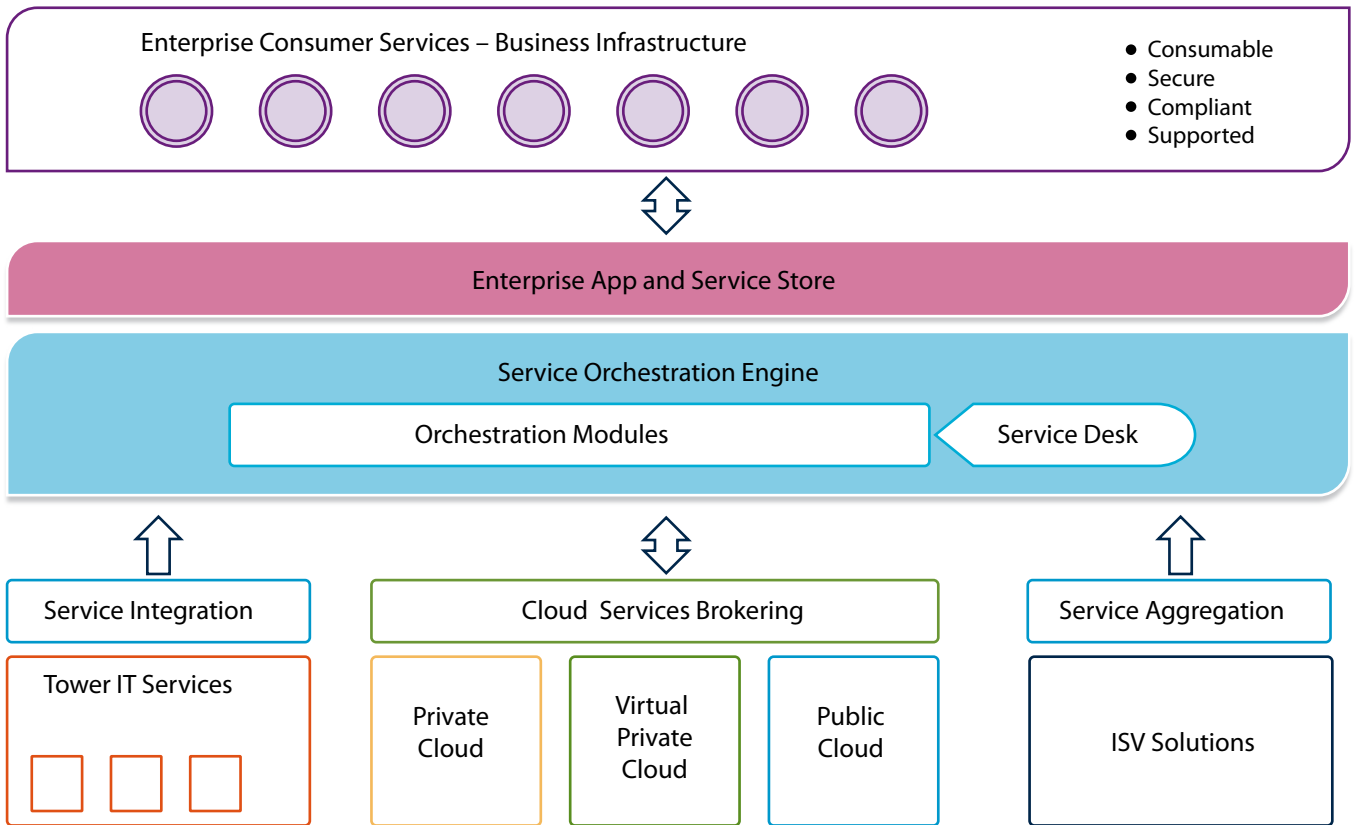 Enterprise Consumer Services – Business Infrastructure
● Consumable
● Secure
● Compliant
● Supported
Enterprise App and Service Store
Service Orchestration Engine
Orchestration Modules
Service Desk
Service Integration
Cloud Services Brokering
Service Aggregation
Tower IT Services
Private
Cloud
Virtual
Private
Cloud
Public
Cloud
ISV Solutions